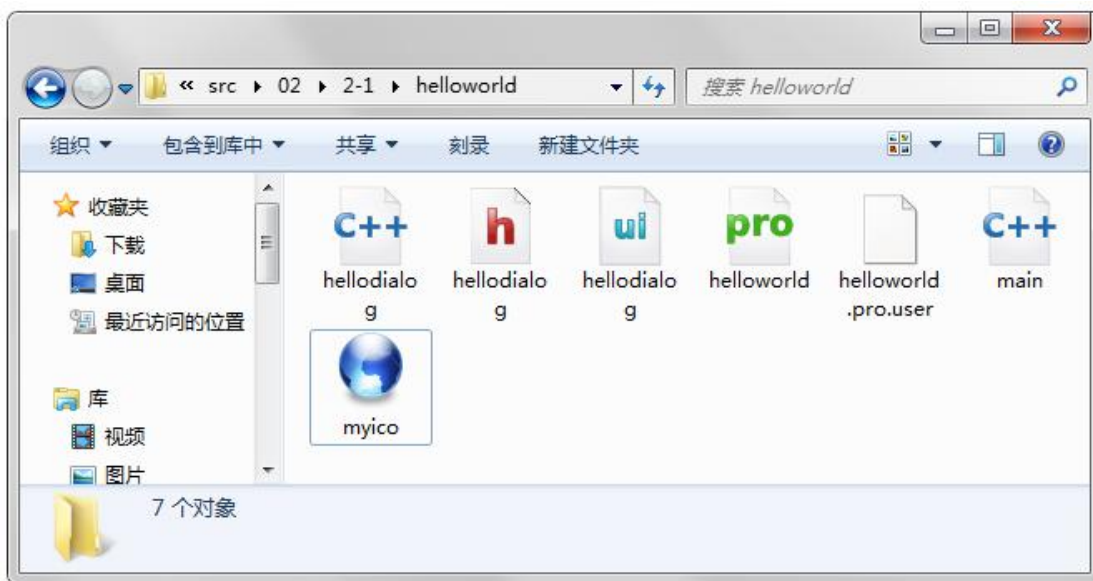 « src ▸ 02 ▸ 2-1 ▸ helloworld
搜索 helloworld
组织 包含到库中 共享 刻录 新建文件夹
收藏夹
下载
桌面
最近访问的位置
库
视频
图片
C++
hellodialo
g
h
hellodialo
g
ui
hellodialo
g
pro
helloworld
helloworld
.pro.user
C++
main
myico
7 个对象